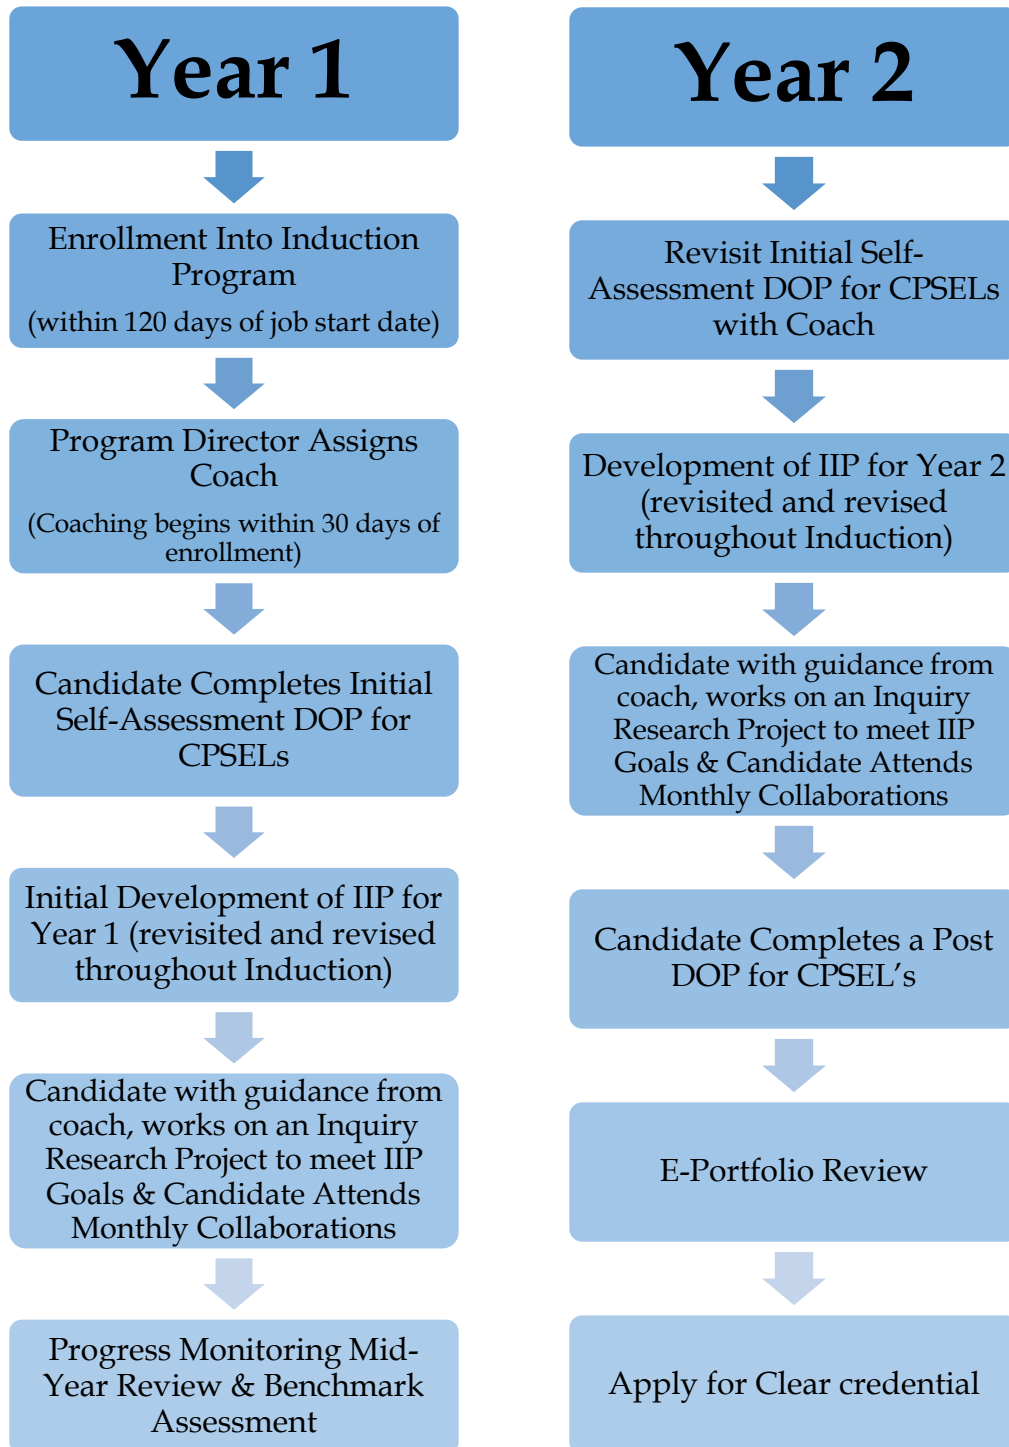 Year 1
Enrollment Into Induction
Program
(within 120 days of job start date)
Program Director Assigns
Coach
(Coaching begins within 30 days of
enrollment)
Candidate Completes Initial
Self-Assessment DOP for
CPSELs
Initial Development of IIP for
Year 1 (revisited and revised
throughout Induction)
Candidate with guidance from
coach, works on an Inquiry
Research Project to meet IIP
Goals & Candidate Attends
Monthly Collaborations
Progress Monitoring Mid-
Year Review & Benchmark
Assessment
Year 2
Revisit Initial Self-
Assessment DOP for CPSELs
with Coach
Development of IIP for Year 2
(revisited and revised
throughout Induction)
Candidate with guidance from
coach, works on an Inquiry
Research Project to meet IIP
Goals & Candidate Attends
Monthly Collaborations
Candidate Completes a Post
DOP for CPSEL’s
E-Portfolio Review
Apply for Clear credential